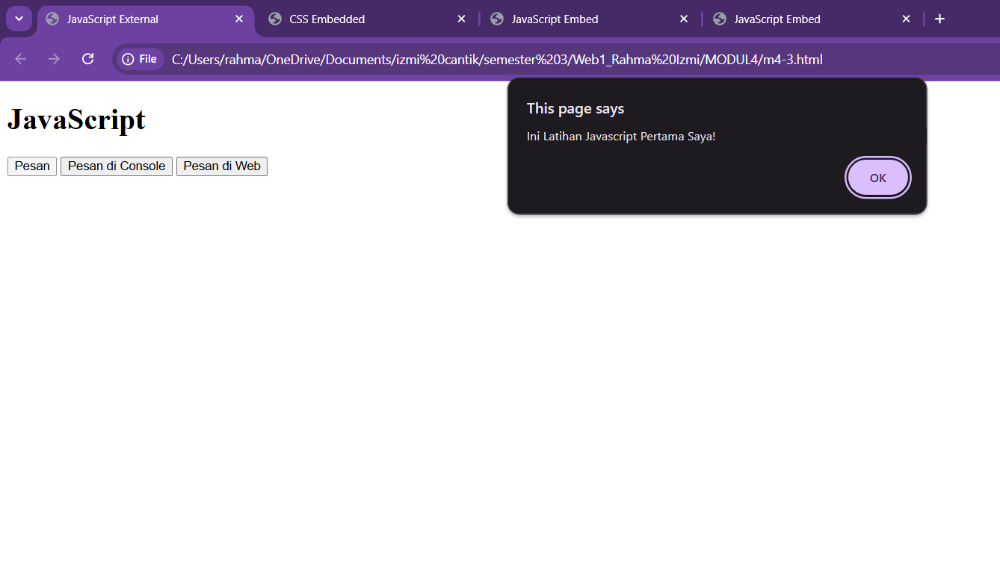 JavaScript External
CSS Embedded
JavaScript Embed
JavaScript Embed
File
C:/Users/rahma/OneDrive/Documents/izmi%20cantik/semester%203/Web1_Rahma%20Izmi/MODUL4/m4-3.html
This page says
Ini Latihan Javascript Pertama Saya!
OK
JavaScript
Pesan
Pesan di Console
Pesan di Web